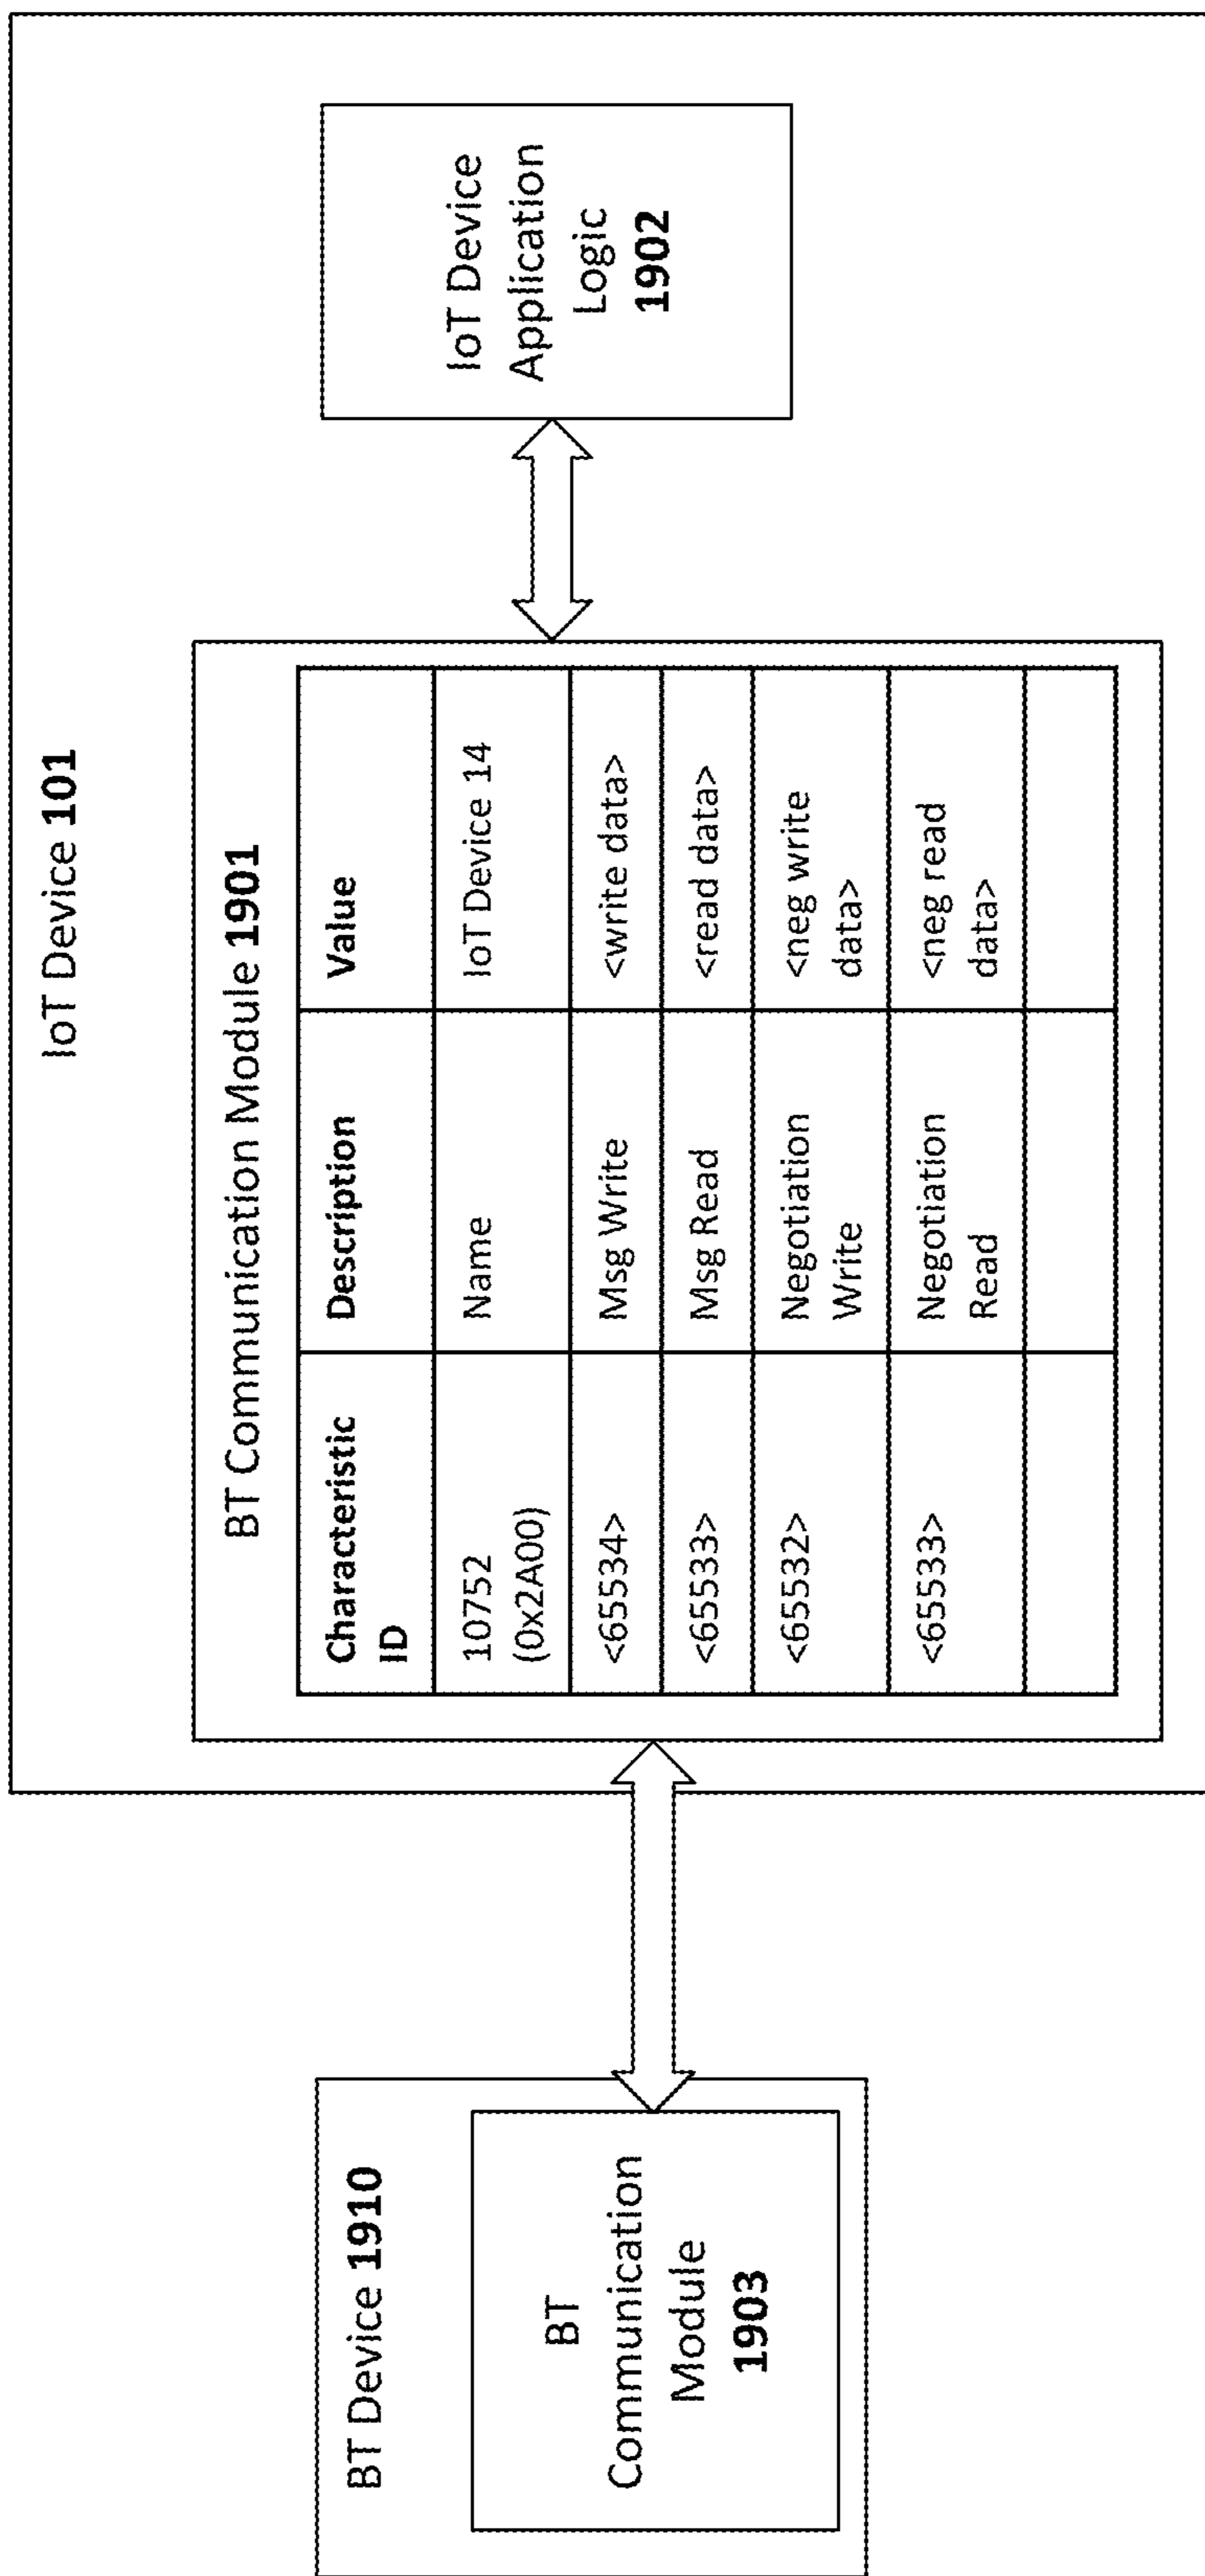 IoT Device 101
BT Device 1910
BT
Communication
Module
1903
BT Communication Module 1901
Characteristic ID Description Value
10752 (0x2A00) Name IoT Device 14
<65534> Msg Write <write data>
<65533> Msg Read <read data>
<65532> Negotiation Write <neg write data>
<65533> Negotiation Read <neg read data>
IoT Device
Application
Logic
1902